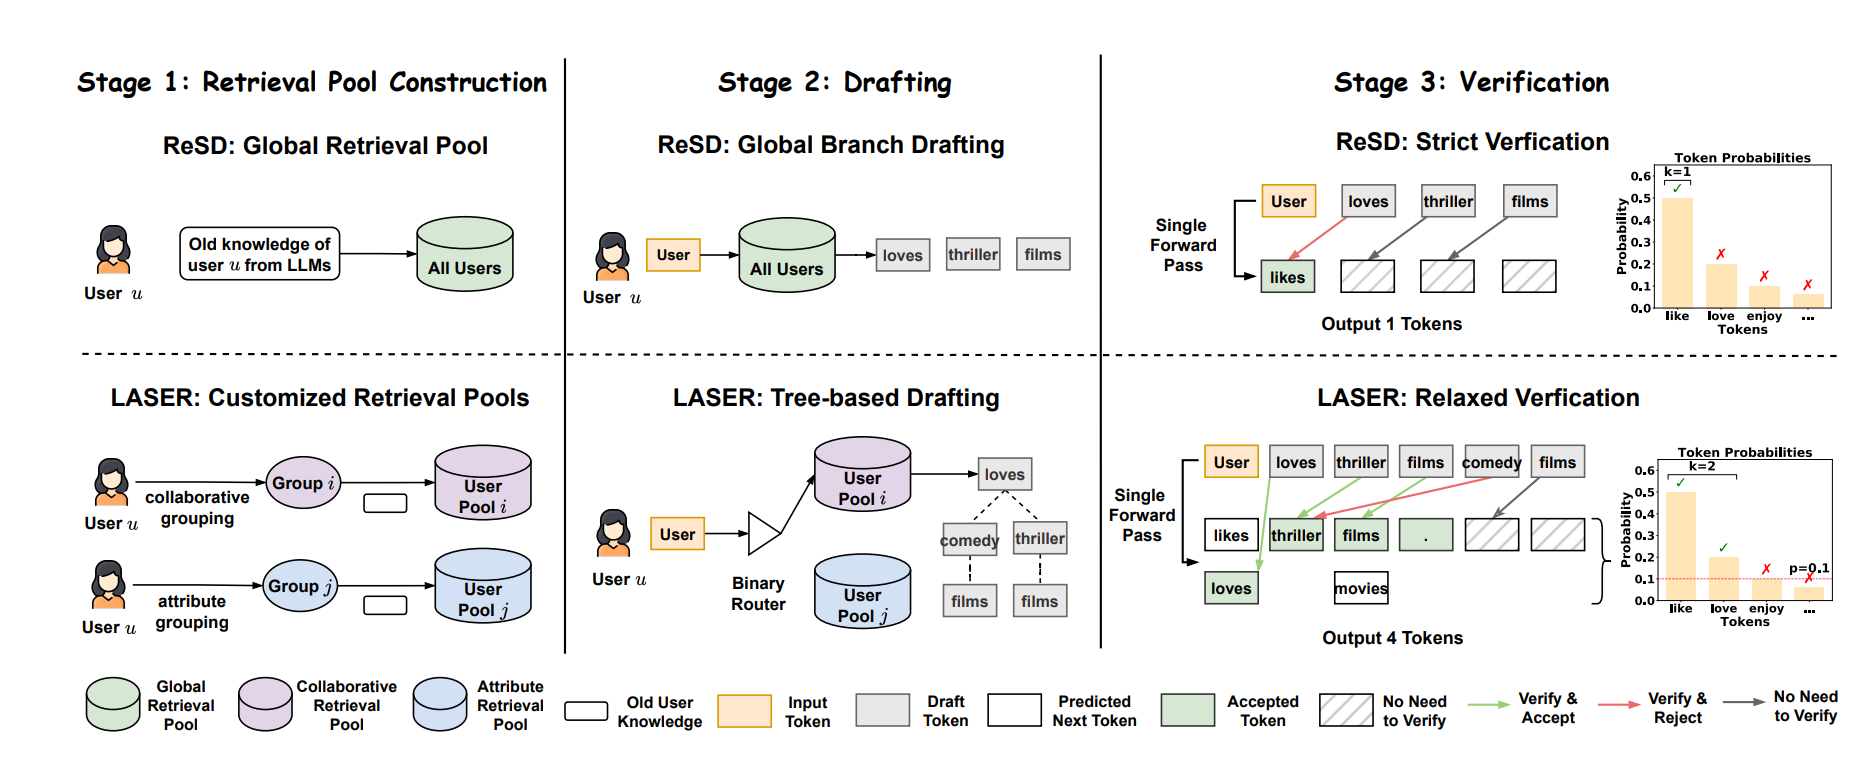 Stage 1: Retrieval Pool Construction
ReSD: Global Retrieval Pool
User u
Old knowledge of
user u from LLMs
All Users
LASER: Customized Retrieval Pools
User u
collaborative
grouping
Group i
User
Pool i
User u
attribute
grouping
Group j
User
Pool j
Stage 2: Drafting
ReSD: Global Branch Drafting
User u
User
All Users
loves
thriller
films
LASER: Tree-based Drafting
User u
User
Binary
Router
User
Pool i
User
Pool j
loves
comedy
thriller
films
films
Stage 3: Verification
ReSD: Strict Verfication
Single
Forward
Pass
User
loves
thriller
films
likes
Output 1 Tokens
Token Probabilities
k=1
✓
✗
✗
✗
Probability
0.6
0.5
0.4
0.3
0.2
0.1
0.0
like
love
enjoy
...
Tokens
LASER: Relaxed Verfication
Single
Forward
Pass
User
loves
thriller
films
comedy
films
likes
thriller
films
.
loves
movies
Output 4 Tokens
Token Probabilities
k=2
✓
✓
✗
✗
p=0.1
Probability
0.6
0.5
0.4
0.3
0.2
0.1
0.0
like
love
enjoy
...
Tokens
Global
Retrieval
Pool
Collaborative
Retrieval
Pool
Attribute
Retrieval
Pool
Old User
Knowledge
Input
Token
Draft
Token
Predicted
Next Token
Accepted
Token
No Need
to Verify
Verify &
Accept
Verify &
Reject
No Need
to Verify